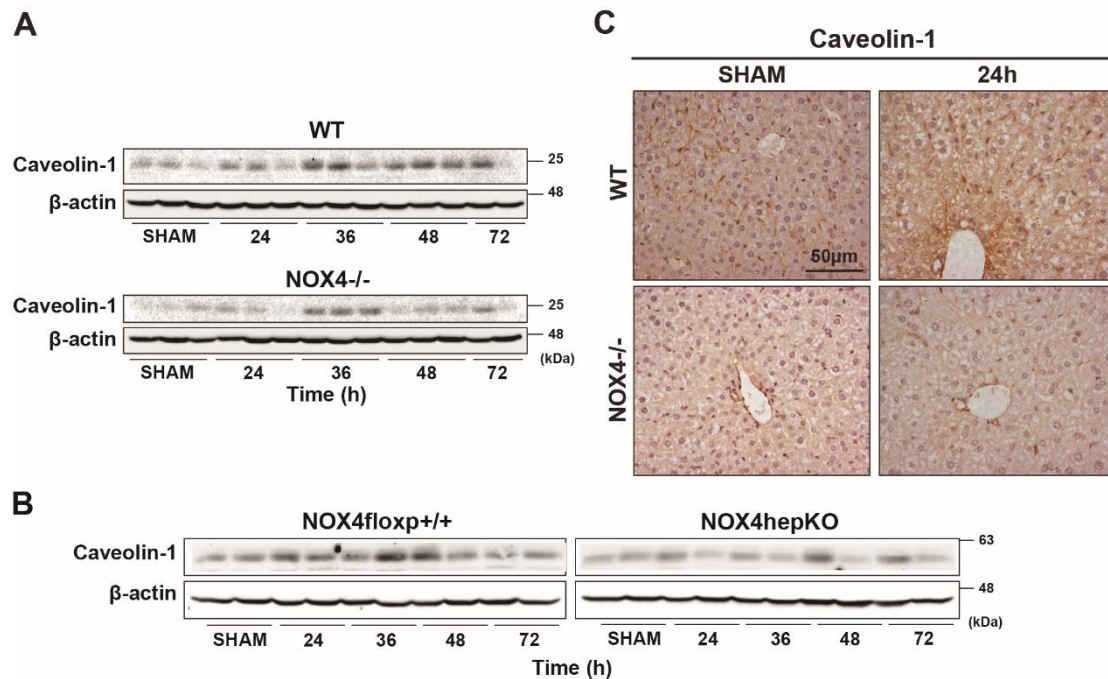 A
WT
Caveolin-1
25
β-actin
48
SHAM 24 36 48 72
NOX4-/-
Caveolin-1
25
β-actin
48
(kDa)
SHAM 24 36 48 72
Time (h)
C
Caveolin-1
SHAM 24h
WT
50µm
NOX4-/-
B
NOX4floxp+/+ NOX4hepKO
Caveolin-1
63
β-actin
48
(kDa)
SHAM 24 36 48 72 SHAM 24 36 48 72
Time (h)